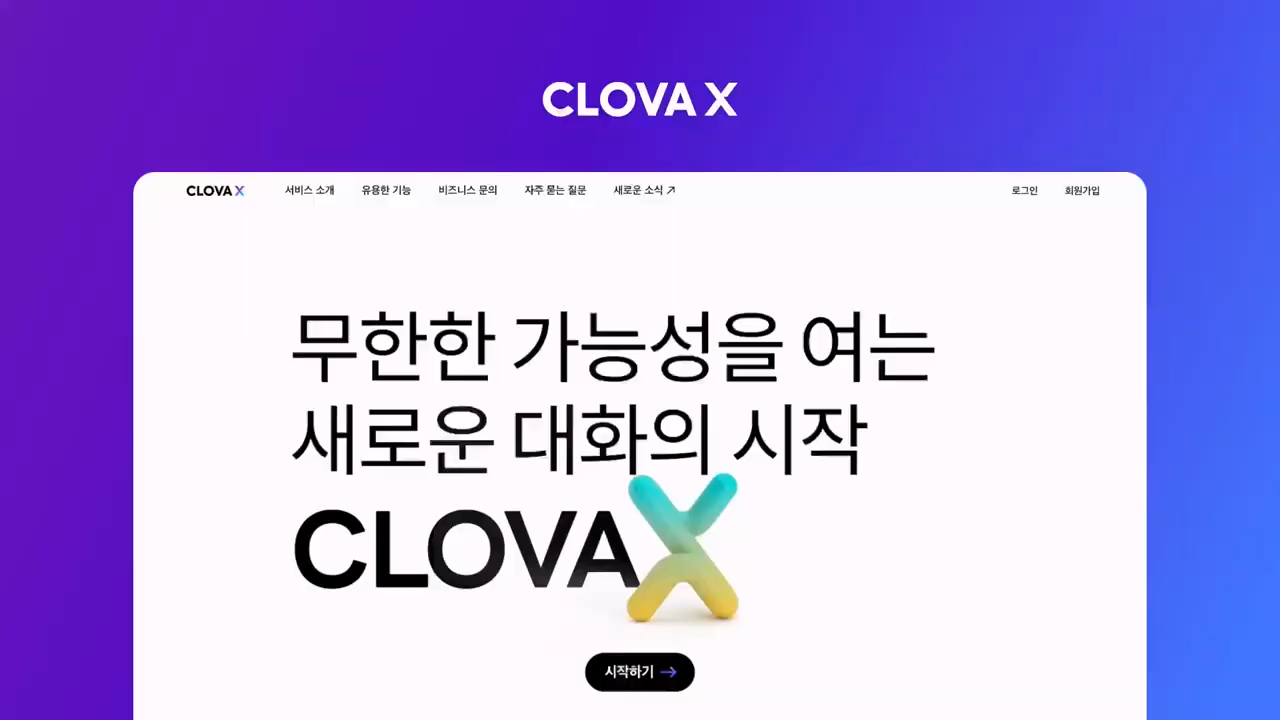 CLOVA X
CLOVA X 서비스 소개 유용한 기능 비즈니스 문의 자주 묻는 질문 새로운 소식 ↗ 로그인 회원가입
무한한 가능성을 여는
새로운 대화의 시작
CLOVA X
시작하기 →